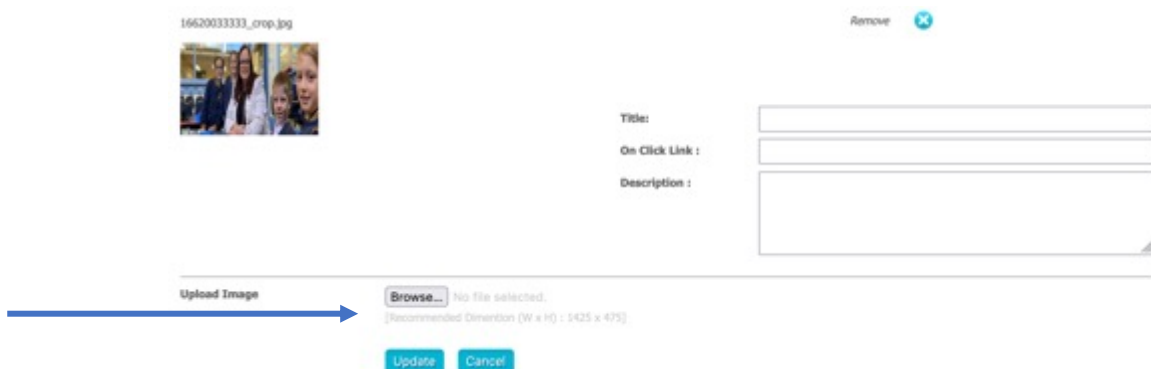 16620033333_crop.jpg
Remove
Title:
On Click Link :
Description :
Upload Image
Browse... No file selected.
[Recommended Dimention (W x H) : 1425 x 475]
Update Cancel